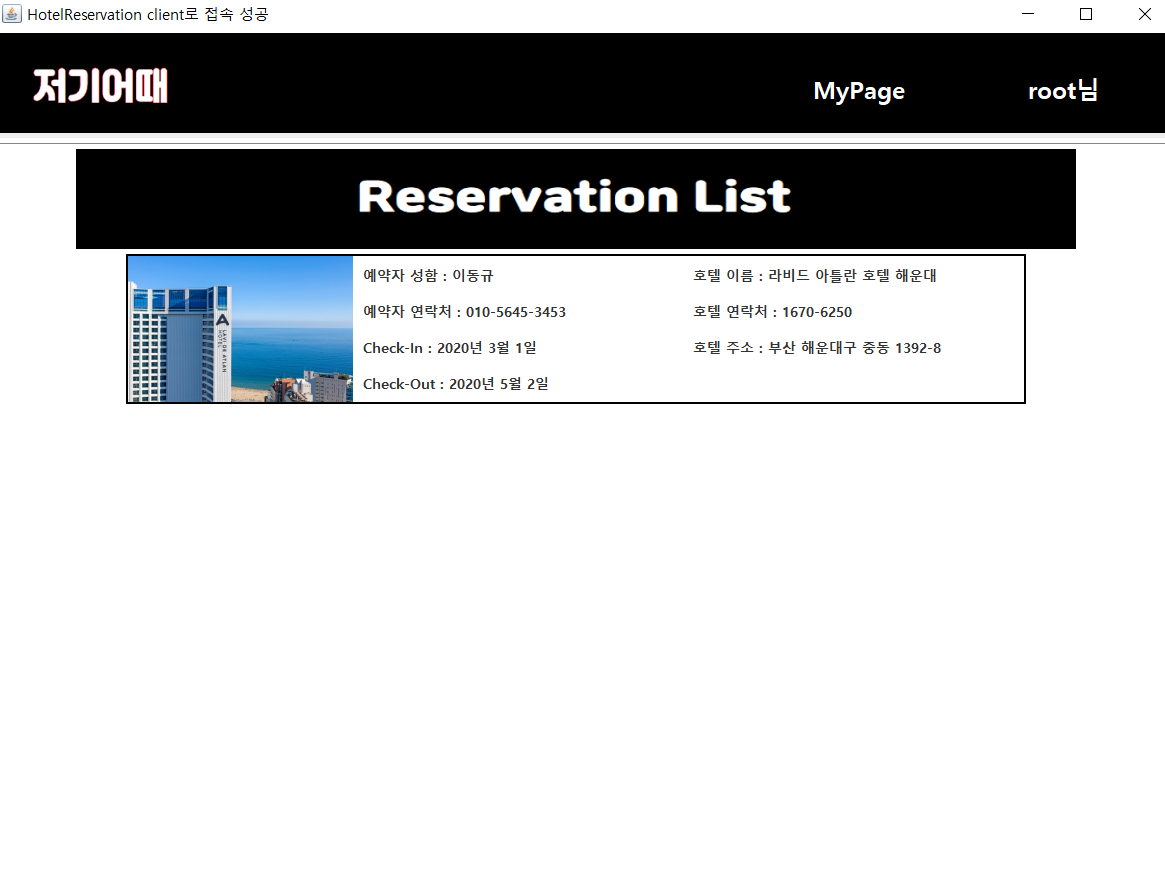 HotelReservation client로 접속 성공
저기어때
MyPage
root님
Reservation List
예약자 성함 : 이동규
예약자 연락처 : 010-5645-3453
Check-In : 2020년 3월 1일
Check-Out : 2020년 5월 2일
호텔 이름 : 라비드 아틀란 호텔 해운대
호텔 연락처 : 1670-6250
호텔 주소 : 부산 해운대구 중동 1392-8
A
HOTEL
LAVI DE ATLAN